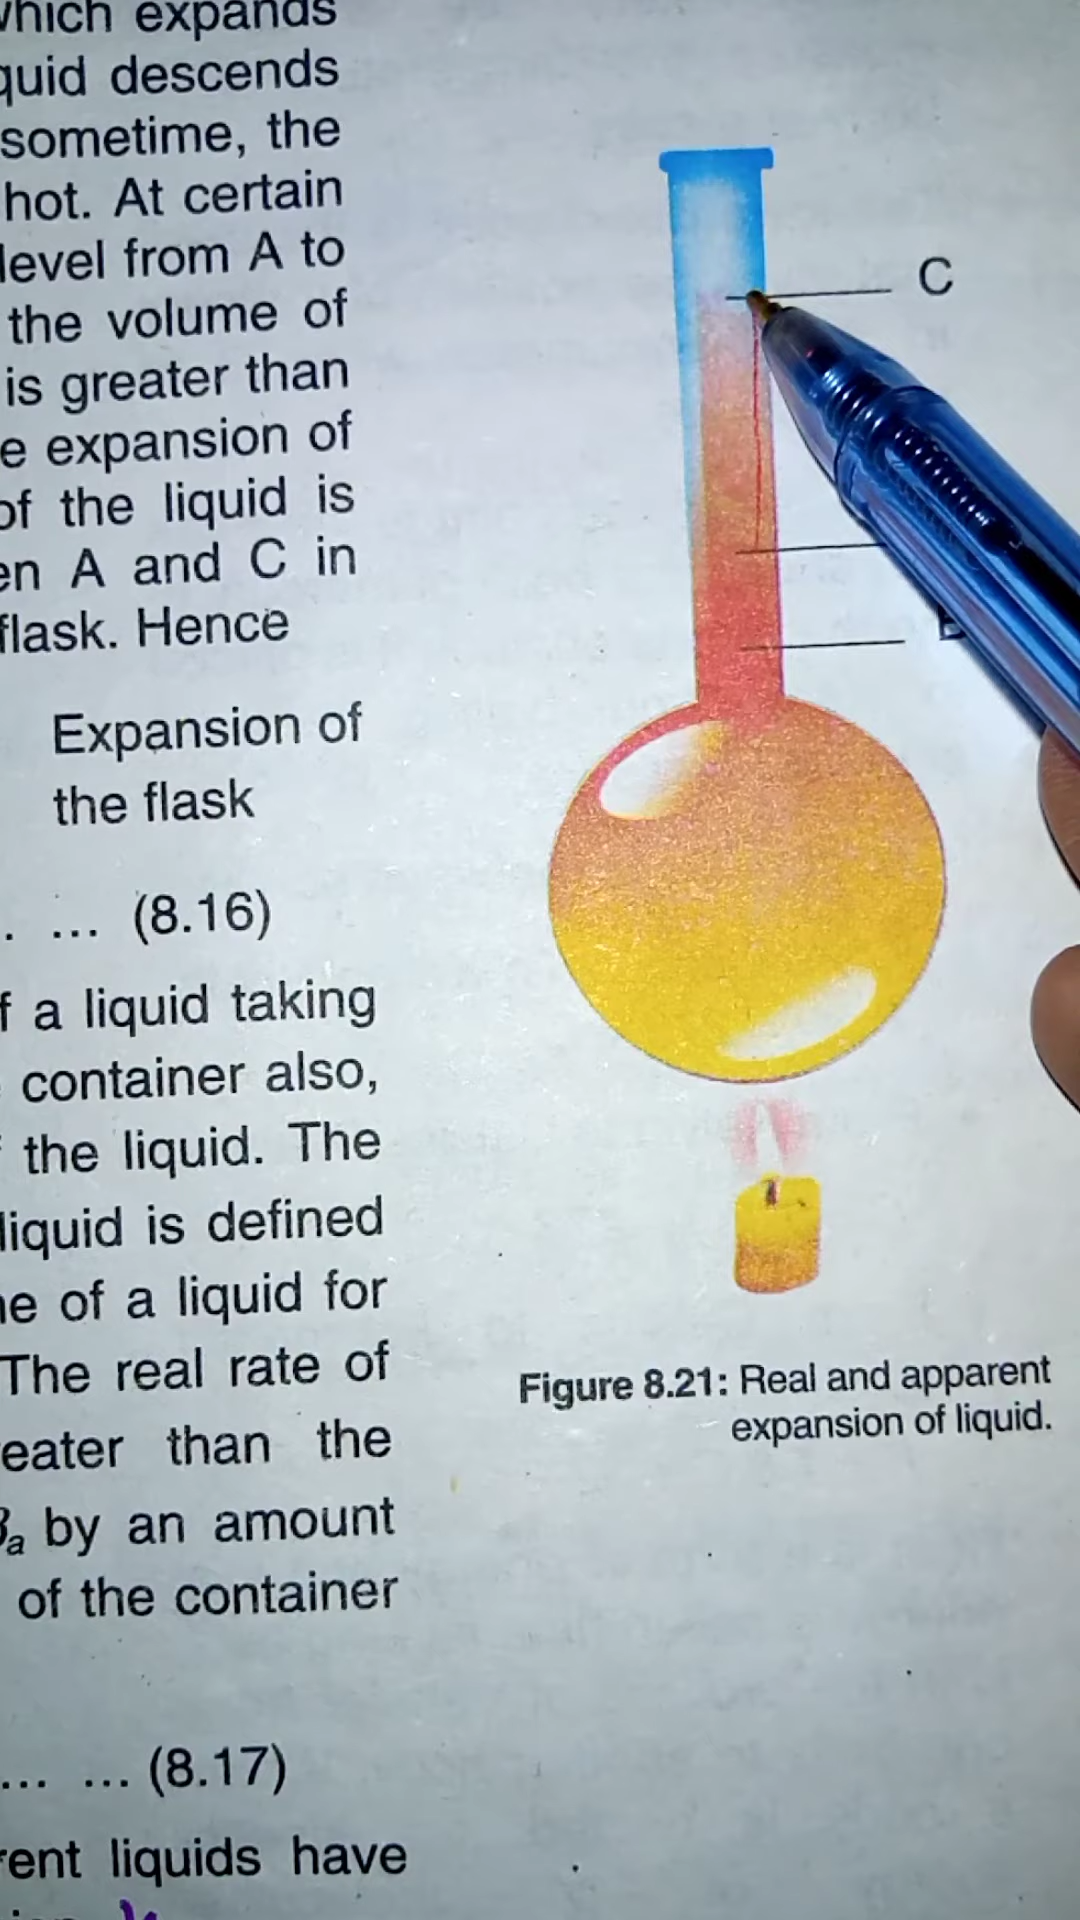 which expands
quid descends
sometime, the
hot. At certain
level from A to
the volume of
is greater than
e expansion of
of the liquid is
en A and C in
flask. Hence
Expansion of
the flask
. ... (8.16)
f a liquid taking
container also,
the liquid. The
liquid is defined
ne of a liquid for
The real rate of
eater than the
βa by an amount
of the container
... ... (8.17)
rent liquids have
C
Figure 8.21: Real and apparent
expansion of liquid.